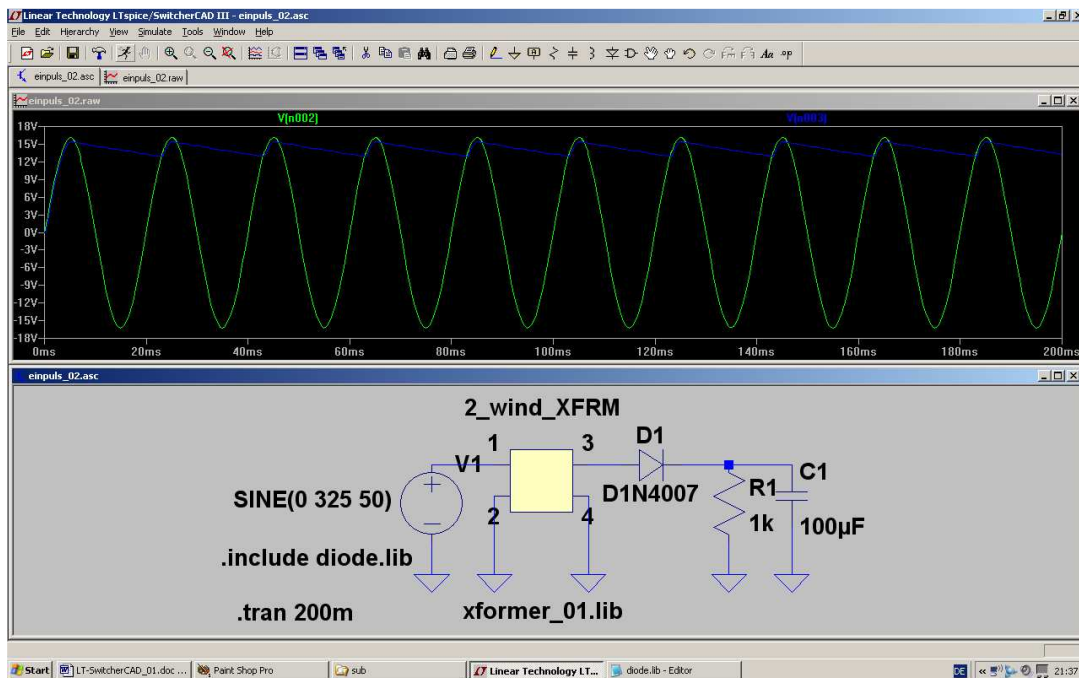 Linear Technology LTspice/SwitcherCAD III - einpuls_02.asc
File Edit Hierarchy View Simulate Tools Window Help
Aa .op
einpuls_02.asc einpuls_02.raw
einpuls_02.raw
V(n002) V(n003)
18V
15V
12V
9V
6V
3V
0V
-3V
-6V
-9V
-12V
-15V
-18V
0ms 20ms 40ms 60ms 80ms 100ms 120ms 140ms 160ms 180ms 200ms
einpuls_02.asc
2_wind_XFRM
1 3 D1
V1 C1
SINE(0 325 50) D1N4007 R1
2 4 1k 100µF
.include diode.lib
.tran 200m xformer_01.lib
Start LT-SwitcherCAD_01.doc ... Paint Shop Pro sub Linear Technology LT... diode.lib - Editor DE 21:37